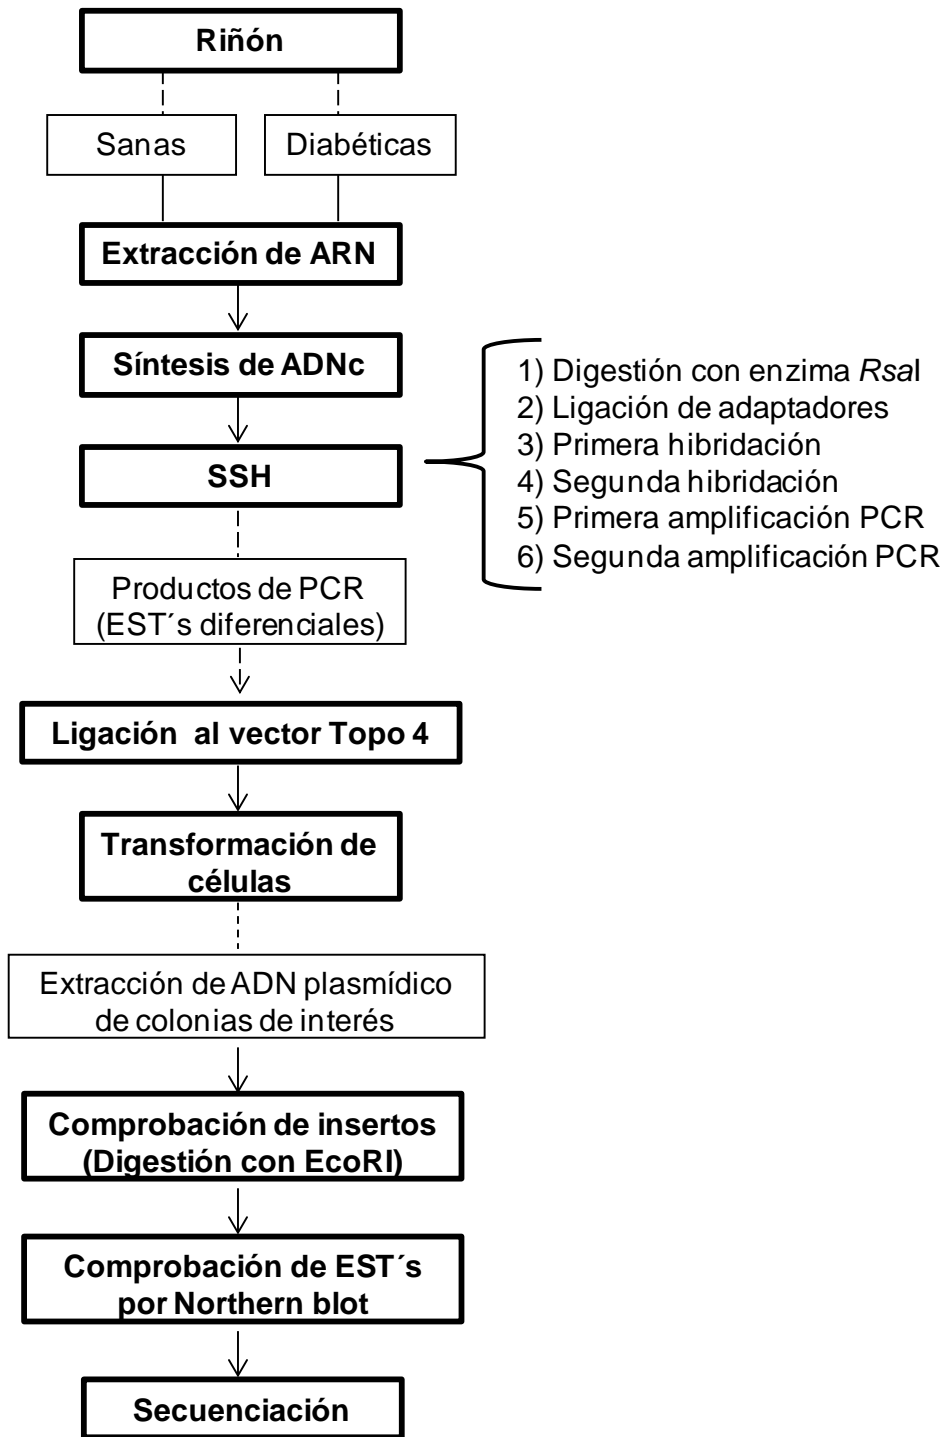 Riñón
Sanas
Diabéticas
Extracción de ARN
Síntesis de ADNc
SSH
1) Digestión con enzima RsaI
2) Ligación de adaptadores
3) Primera hibridación
4) Segunda hibridación
5) Primera amplificación PCR
6) Segunda amplificación PCR
Productos de PCR
(EST´s diferenciales)
Ligación al vector Topo 4
Transformación de
células
Extracción de ADN plasmídico
de colonias de interés
Comprobación de insertos
(Digestión con EcoRI)
Comprobación de EST´s
por Northern blot
Secuenciación